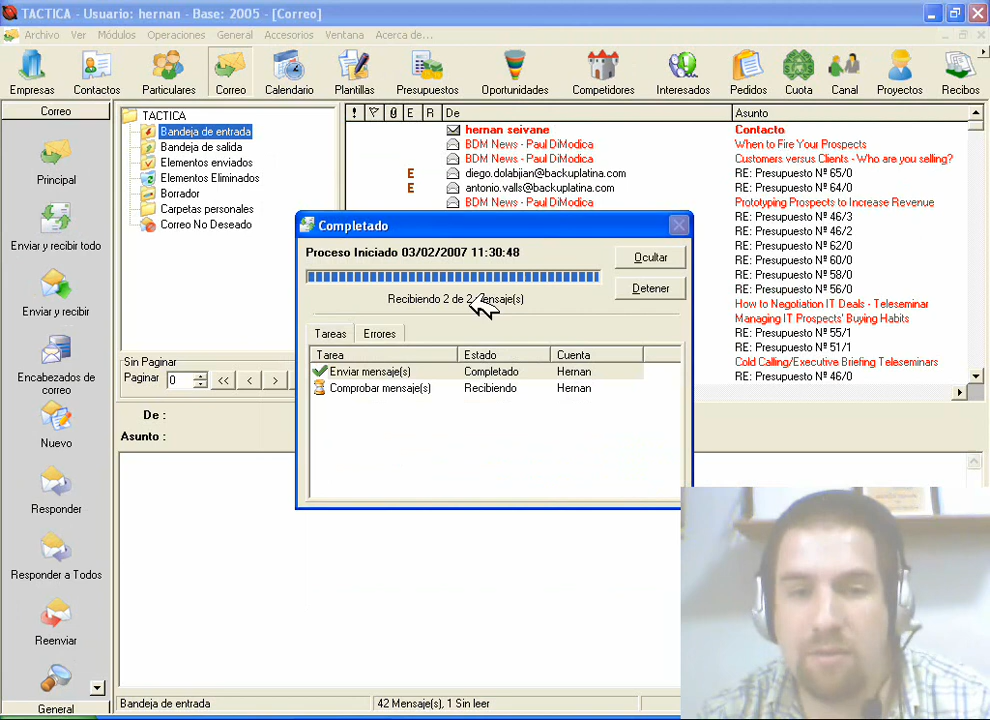 TACTICA - Usuario: hernan - Base: 2005 - [Correo]
Archivo Ver Módulos Operaciones General Accesorios Ventana Acerca de...
Empresas Contactos Particulares Correo Calendario Plantillas Presupuestos Oportunidades Competidores Interesados Pedidos Cuota Canal Proyectos Recibos
Correo
Principal
Enviar y recibir todo
Enviar y recibir
Encabezados de
correo
Nuevo
Responder
Responder a Todos
Reenviar
General
TACTICA
Bandeja de entrada
Bandeja de salida
Elementos enviados
Elementos Eliminados
Borrador
Carpetas personales
Correo No Deseado
Sin Paginar
Paginar 0 << < >
! E R De Asunto
hernan seivane Contacto
BDM News - Paul DiModica When to Fire Your Prospects
BDM News - Paul DiModica Customers versus Clients - Who are you selling?
E diego.dolabjian@backuplatina.com RE: Presupuesto Nº 65/0
E antonio.valls@backuplatina.com RE: Presupuesto Nº 64/0
BDM News - Paul DiModica Prototyping Prospects to Increase Revenue
RE: Presupuesto Nº 46/3
RE: Presupuesto Nº 46/2
RE: Presupuesto Nº 62/0
RE: Presupuesto Nº 60/0
RE: Presupuesto Nº 58/0
RE: Presupuesto Nº 56/0
How to Negotiation IT Deals - Teleseminar
Managing IT Prospects' Buying Habits
RE: Presupuesto Nº 55/1
RE: Presupuesto Nº 51/1
Cold Calling/Executive Briefing Teleseminars
RE: Presupuesto Nº 46/0
Completado
Proceso Iniciado 03/02/2007 11:30:48
Ocultar
Detener
Recibiendo 2 de 2 mensaje(s)
Tareas Errores
Tarea Estado Cuenta
Enviar mensaje(s) Completado Hernan
Comprobar mensaje(s) Recibiendo Hernan
De :
Asunto :
Bandeja de entrada
42 Mensaje(s), 1 Sin leer